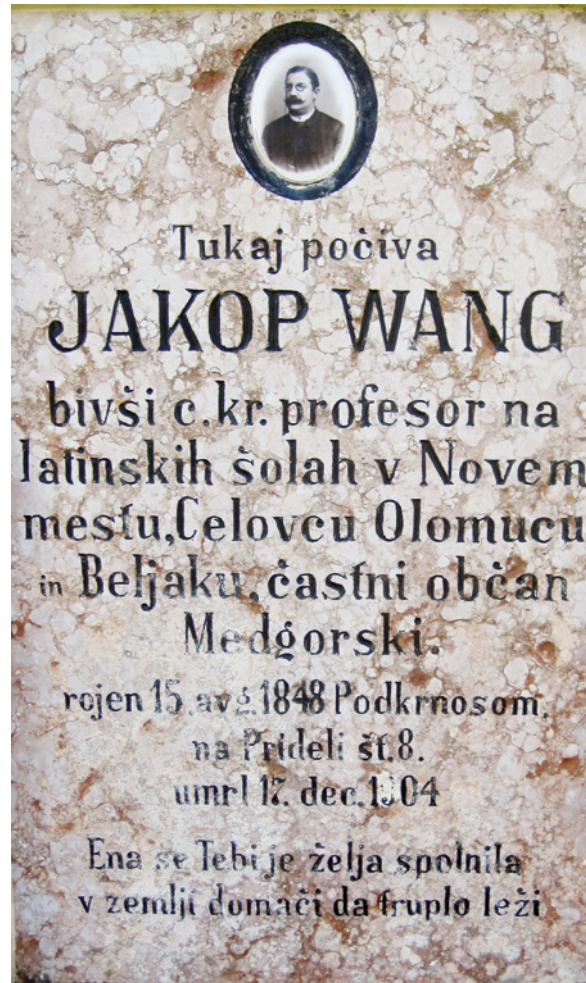 Tukaj počiva
JAKOP WANG
bivši c.kr. profesor na
latinskih šolah v Novem
mestu, Celovcu Olomucu
in Beljaku, častni občan
Medgorski.
rojen 15. avg. 1848 Podkrnosom,
na Prideli št. 8.
umrl 17. dec. 1904
Ena se Tebi je želja spolnila
v zemlji domači da truplo leži